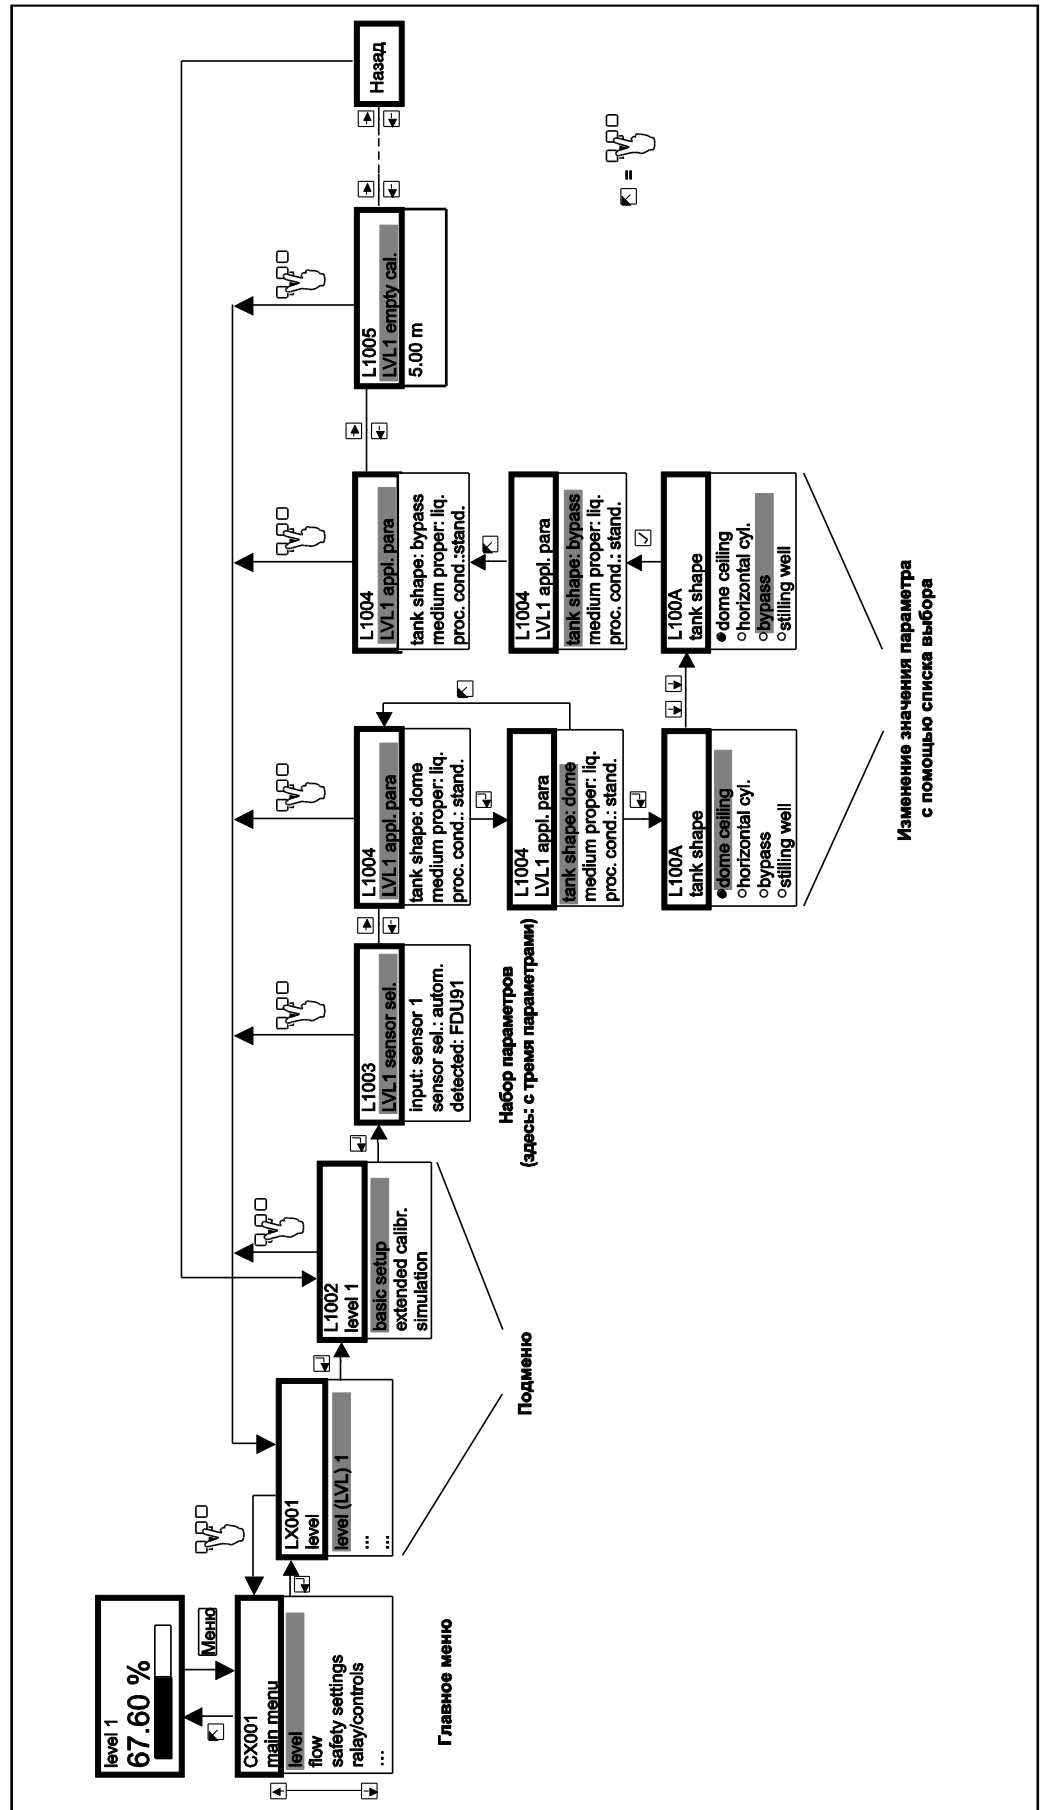 level 1
67.60 %
Меню
CX001
main menu
level
flow
safety settings
ralay/controls
...
Главное меню
LX001
level
level (LVL) 1
...
...
L1002
level 1
basic setup
extended calibr.
simulation
Подменю
L1003
LVL1 sensor sel.
input: sensor 1
sensor sel.: autom.
detected: FDU91
Набор параметров
(здесь: с тремя параметрами)
L1004
LVL1 appl. para
tank shape: dome
medium proper: liq.
proc. cond.: stand.
L1004
LVL1 appl. para
tank shape: dome
medium proper: liq.
proc. cond.: stand.
L100A
tank shape
dome ceiling
horizontal cyl.
bypass
stilling well
L1004
LVL1 appl. para
tank shape: bypass
medium proper: liq.
proc. cond.:stand.
L1004
LVL1 appl. para
tank shape: bypass
medium proper: liq.
proc. cond.: stand.
L100A
tank shape
dome ceiling
horizontal cyl.
bypass
stilling well
Изменение значения параметра
с помощью списка выбора
L1005
LVL1 empty cal.
5.00 m
Назад
=